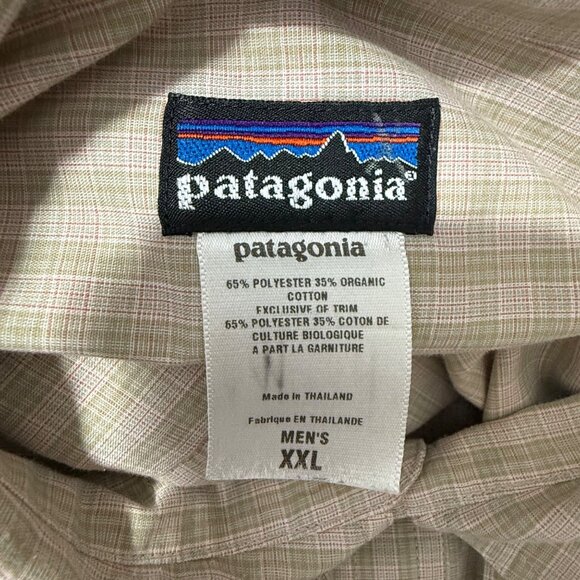 patagonia®
patagonia
65% POLYESTER 35% ORGANIC
COTTON
EXCLUSIVE OF TRIM
65% POLYESTER 35% COTON DE
CULTURE BIOLOGIQUE
A PART LA GARNITURE
Made in THAILAND
Fabrique EN THAILANDE
MEN'S
XXL